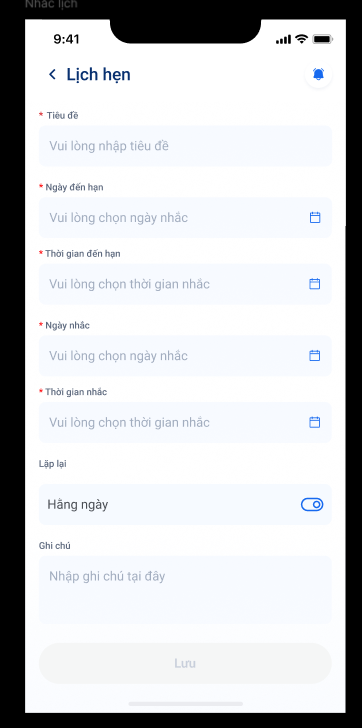 Nhắc lịch
9:41
Lịch hẹn
* Tiêu đề
Vui lòng nhập tiêu đề
* Ngày đến hạn
Vui lòng chọn ngày nhắc
* Thời gian đến hạn
Vui lòng chọn thời gian nhắc
* Ngày nhắc
Vui lòng chọn ngày nhắc
* Thời gian nhắc
Vui lòng chọn thời gian nhắc
Lặp lại
Hằng ngày
Ghi chú
Nhập ghi chú tại đây
Lưu